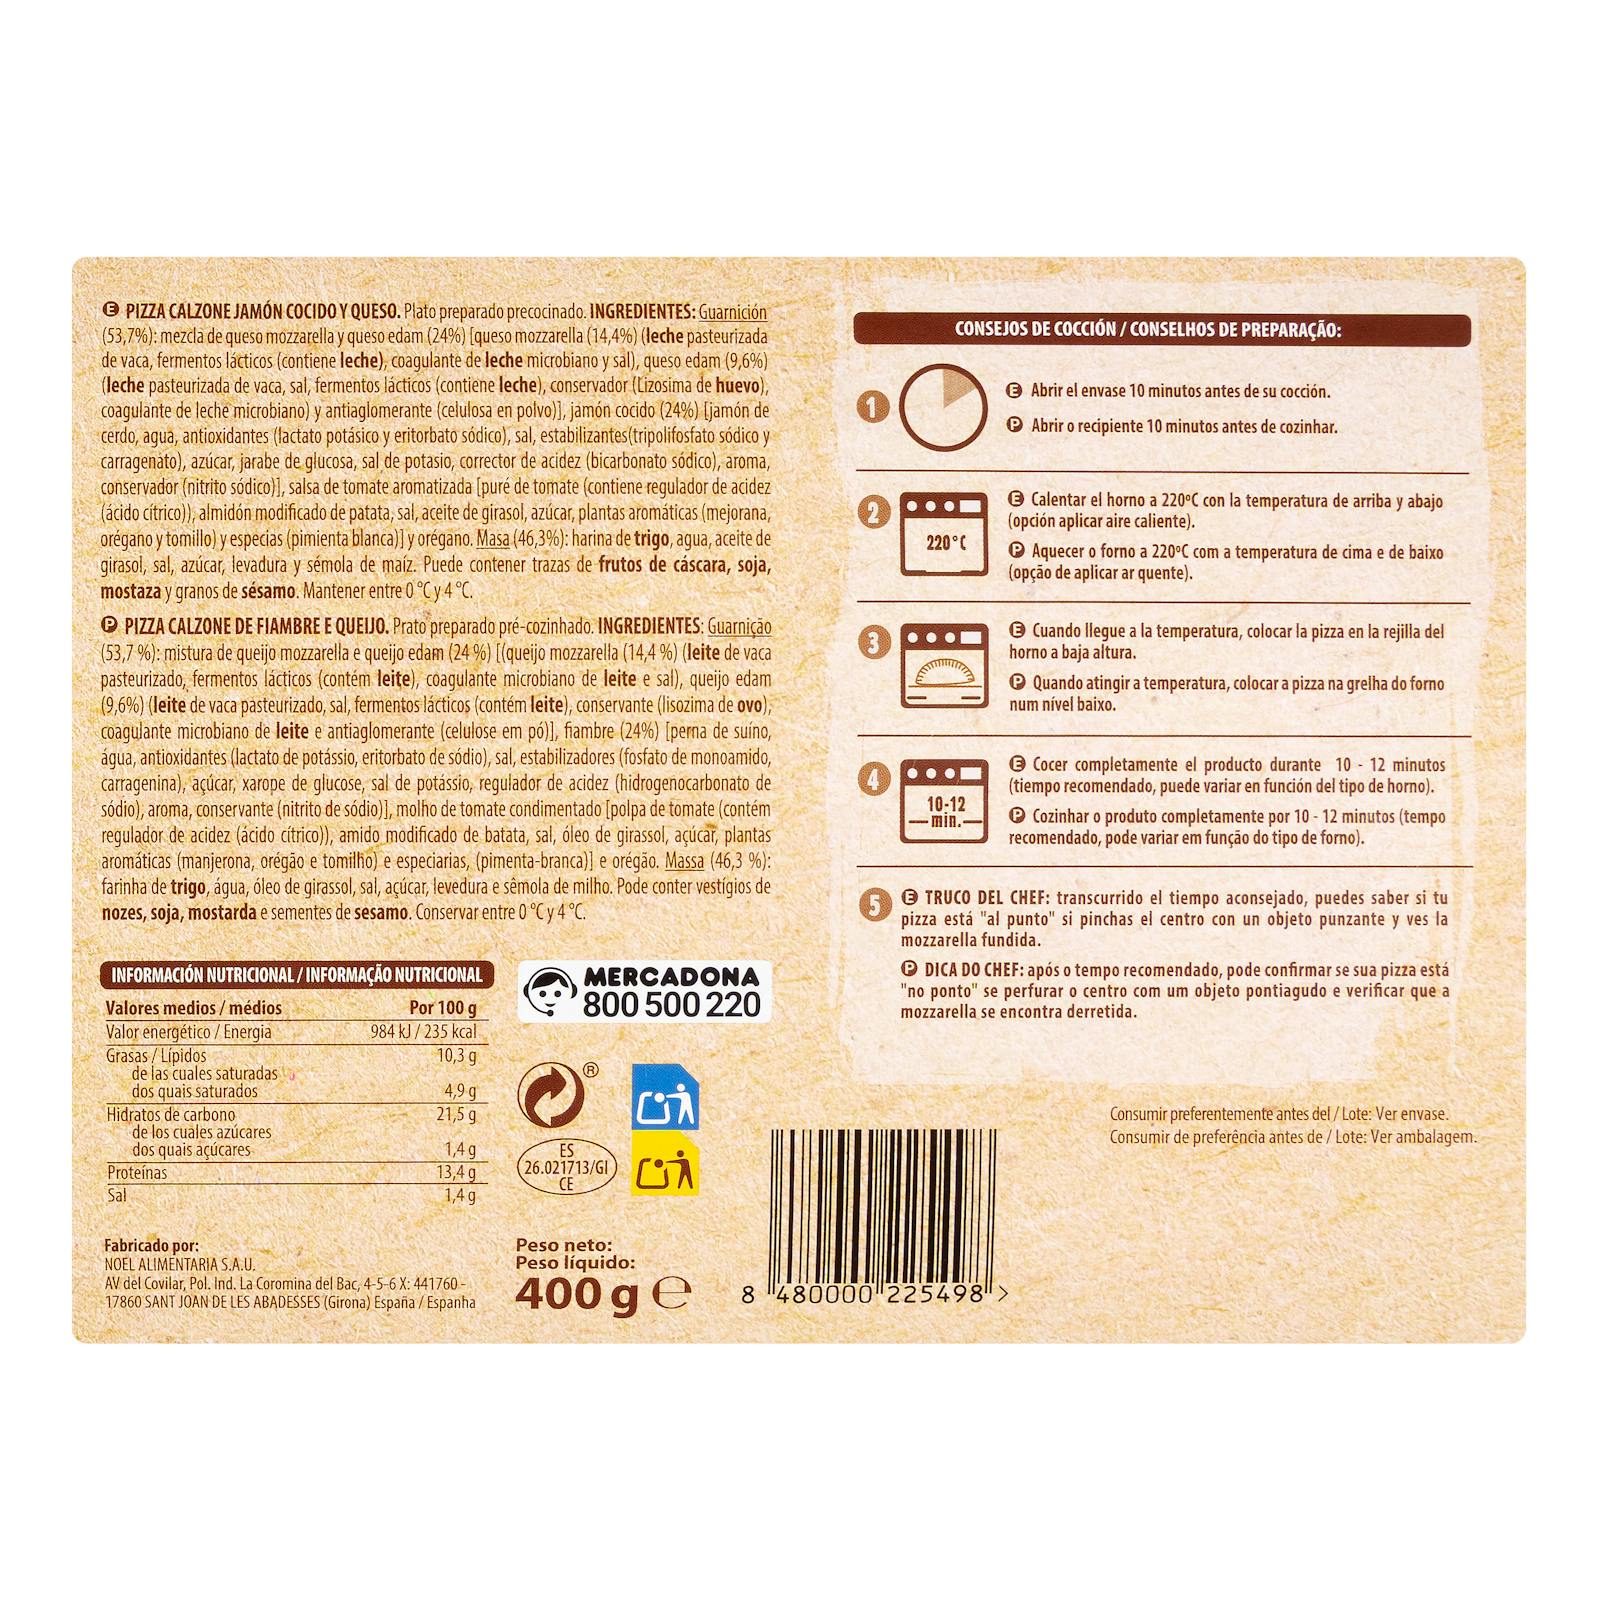 E PIZZA CALZONE JAMÓN COCIDO Y QUESO. Plato preparado precocinado. INGREDIENTES: Guarnición
(53,7%): mezcla de queso mozzarella y queso edam (24%) [queso mozzarella (14,4%) (leche pasteurizada
de vaca, fermentos lácticos (contiene leche), coagulante de leche microbiano y sal), queso edam (9,6%)
(leche pasteurizada de vaca, sal, fermentos lácticos (contiene leche), conservador (Lizosima de huevo),
coagulante de leche microbiano) y antiaglomerante (celulosa en polvo)], jamón cocido (24%) [jamón de
cerdo, agua, antioxidantes (lactato potásico y eritorbato sódico), sal, estabilizantes(tripolifosfato sódico y
carragenato), azúcar, jarabe de glucosa, sal de potasio, corrector de acidez (bicarbonato sódico), aroma,
conservador (nitrito sódico)], salsa de tomate aromatizada [puré de tomate (contiene regulador de acidez
(ácido cítrico)), almidón modificado de patata, sal, aceite de girasol, azúcar, plantas aromáticas (mejorana,
orégano y tomillo) y especias (pimienta blanca)] y orégano. Masa (46,3%): harina de trigo, agua, aceite de
girasol, sal, azúcar, levadura y sémola de maíz. Puede contener trazas de frutos de cáscara, soja,
mostaza y granos de sésamo. Mantener entre 0 °C y 4 °C.
P PIZZA CALZONE DE FIAMBRE E QUEIJO. Prato preparado pré-cozinhado. INGREDIENTES: Guarnição
(53,7 %): mistura de queijo mozzarella e queijo edam (24 %) [(queijo mozzarella (14,4 %) (leite de vaca
pasteurizado, fermentos lácticos (contém leite), coagulante microbiano de leite e sal), queijo edam
(9,6%) (leite de vaca pasteurizado, sal, fermentos lácticos (contém leite), conservante (lisozima de ovo),
coagulante microbiano de leite e antiaglomerante (celulose em pó)], fiambre (24%) [perna de suíno,
água, antioxidantes (lactato de potássio, eritorbato de sódio), sal, estabilizadores (fosfato de monoamido,
carragenina), açúcar, xarope de glucose, sal de potássio, regulador de acidez (hidrogenocarbonato de
sódio), aroma, conservante (nitrito de sódio)], molho de tomate condimentado [polpa de tomate (contém
regulador de acidez (ácido cítrico)), amido modificado de batata, sal, óleo de girassol, açúcar, plantas
aromáticas (manjerona, orégão e tomilho) e especiarias, (pimenta-branca)] e orégão. Massa (46,3 %):
farinha de trigo, água, óleo de girassol, sal, açúcar, levedura e sêmola de milho. Pode conter vestígios de
nozes, soja, mostarda e sementes de sesamo. Conservar entre 0 °C y 4 °C.
INFORMACIÓN NUTRICIONAL / INFORMAÇÃO NUTRICIONAL
Valores medios / médios Por 100 g
Valor energético / Energia 984 kJ / 235 kcal
Grasas / Lípidos 10,3 g
de las cuales saturadas
dos quais saturados 4,9 g
Hidratos de carbono 21,5 g
de los cuales azúcares
dos quais açúcares 1,4 g
Proteínas 13,4 g
Sal 1,4 g
Fabricado por:
NOEL ALIMENTARIA S.A.U.
AV del Covilar, Pol. Ind. La Coromina del Bac, 4-5-6 X: 441760 -
17860 SANT JOAN DE LES ABADESSES (Girona) España / Espanha
MERCADONA
800 500 220
®
ES
26.021713/GI
CE
Peso neto:
Peso líquido:
400 g ℮
8 480000 225498 >
CONSEJOS DE COCCIÓN / CONSELHOS DE PREPARAÇÃO:
1
E Abrir el envase 10 minutos antes de su cocción.
P Abrir o recipiente 10 minutos antes de cozinhar.
2
220°C
E Calentar el horno a 220ºC con la temperatura de arriba y abajo
(opción aplicar aire caliente).
P Aquecer o forno a 220ºC com a temperatura de cima e de baixo
(opção de aplicar ar quente).
3
E Cuando llegue a la temperatura, colocar la pizza en la rejilla del
horno a baja altura.
P Quando atingir a temperatura, colocar a pizza na grelha do forno
num nível baixo.
4
10-12
min.
E Cocer completamente el producto durante 10 - 12 minutos
(tiempo recomendado, puede variar en función del tipo de horno).
P Cozinhar o produto completamente por 10 - 12 minutos (tempo
recomendado, pode variar em função do tipo de forno).
5
E TRUCO DEL CHEF: transcurrido el tiempo aconsejado, puedes saber si tu
pizza está "al punto" si pinchas el centro con un objeto punzante y ves la
mozzarella fundida.
P DICA DO CHEF: após o tempo recomendado, pode confirmar se sua pizza está
"no ponto" se perfurar o centro com um objeto pontiagudo e verificar que a
mozzarella se encontra derretida.
Consumir preferentemente antes del / Lote: Ver envase.
Consumir de preferência antes de / Lote: Ver ambalagem.